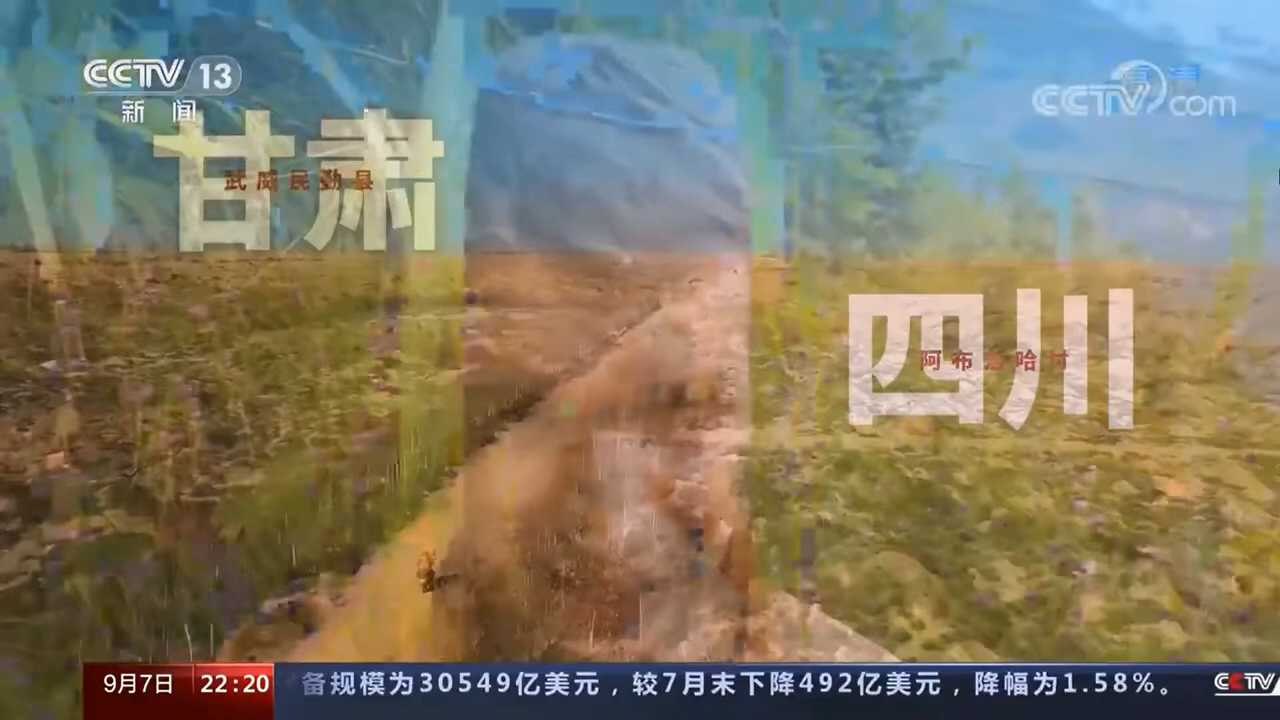 CCTV 13
新闻
高清
CCTV com
甘肃
武威民勤县
四川
阿布洛哈村
9月7日 22:20 备规模为30549亿美元，较7月末下降492亿美元，降幅为1.58%。 CCTV